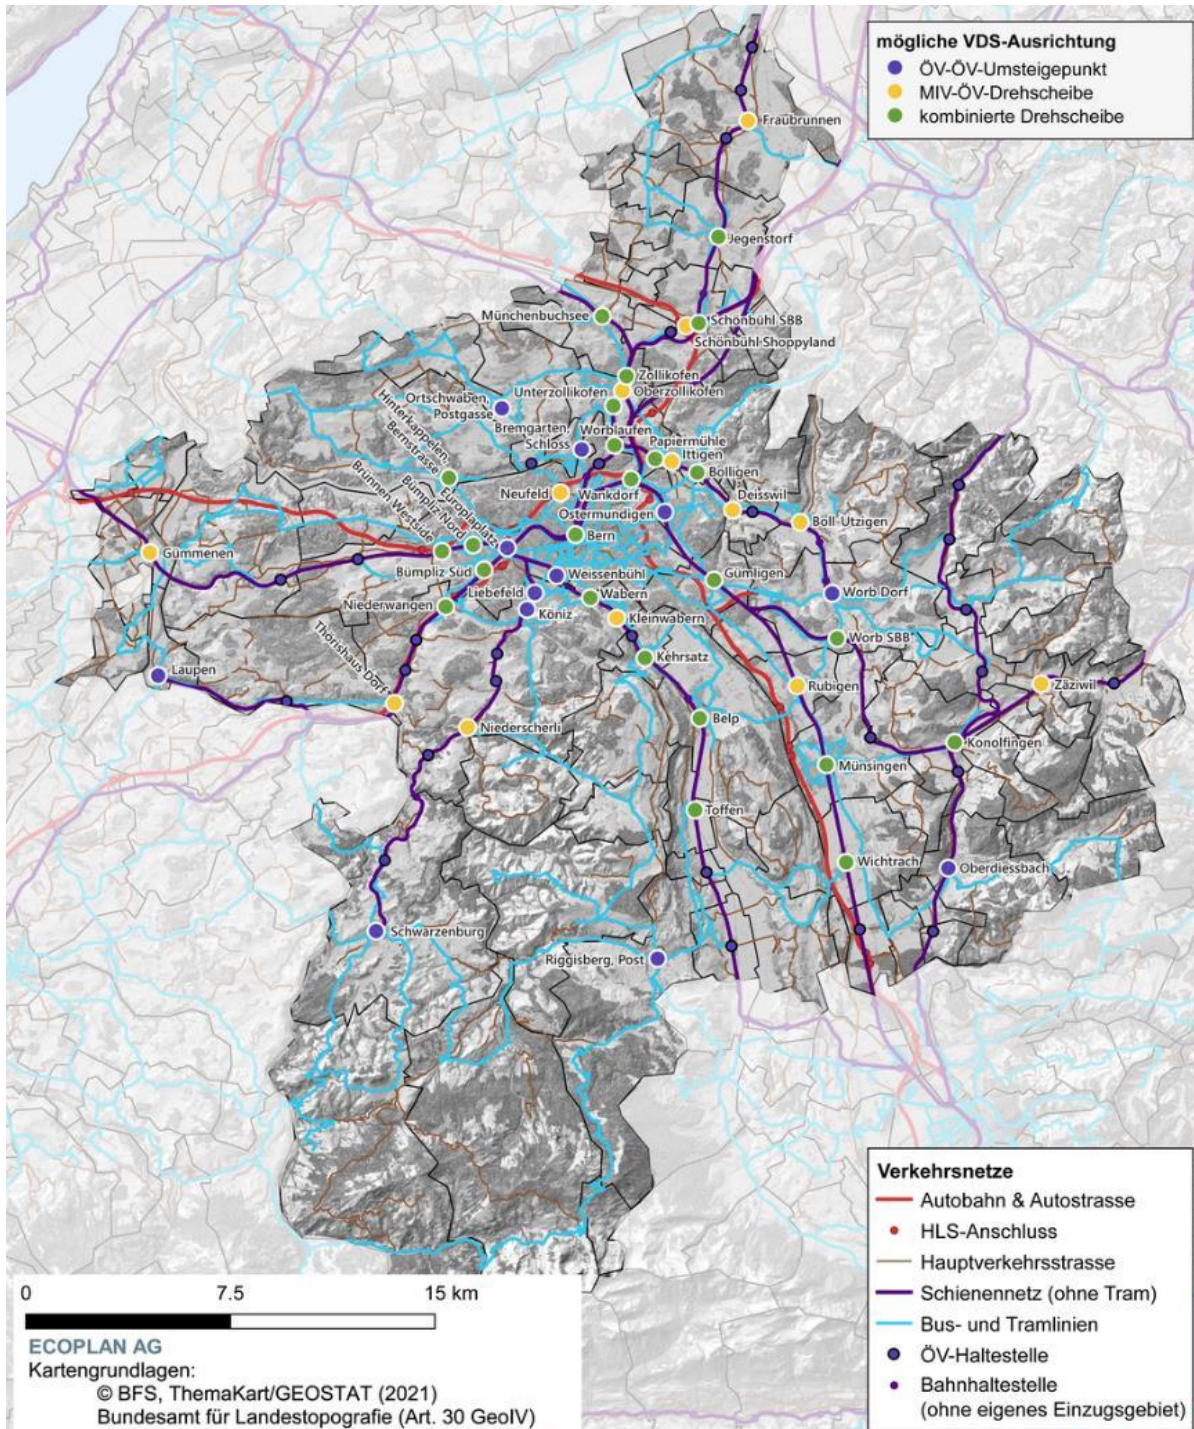 mögliche VDS-Ausrichtung
ÖV-ÖV-Umsteigepunkt
MIV-ÖV-Drehscheibe
kombinierte Drehscheibe
Fraubrunnen
Jegenstorf
Münchenbuchsee
Schönbühl SBB
Schönbühl Shoppyland
Zollikofen
Unterzollikofen
Oberzollikofen
Ortschwaben,
Postgasse
Hinterkappelen,
Bernstrasse
Bremgarten,
Schloss
Worblaufen
Papiermühle
Ittigen
Bolligen
Brünnen Westside
Bümpliz Nord
Europaplatz
Neufeld
Wankdorf
Deisswil
Ostermundigen
Boll-Utzigen
Bern
Gümmenen
Bümpliz Süd
Weissenbühl
Gümligen
Liebefeld
Wabern
Worb Dorf
Niederwangen
Köniz
Kleinwabern
Worb SBB
Thörishaus Dorf
Kehrsatz
Laupen
Rubigen
Zäziwil
Niederscherli
Belp
Konolfingen
Münsingen
Toffen
Wichtrach
Oberdiessbach
Schwarzenburg
Riggisberg, Post
Verkehrsnetze
Autobahn & Autostrasse
HLS-Anschluss
Hauptverkehrsstrasse
Schienennetz (ohne Tram)
Bus- und Tramlinien
ÖV-Haltestelle
Bahnhaltestelle
(ohne eigenes Einzugsgebiet)
0 7.5 15 km
ECOPLAN AG
Kartengrundlagen:
© BFS, ThemaKart/GEOSTAT (2021)
Bundesamt für Landestopografie (Art. 30 GeoIV)